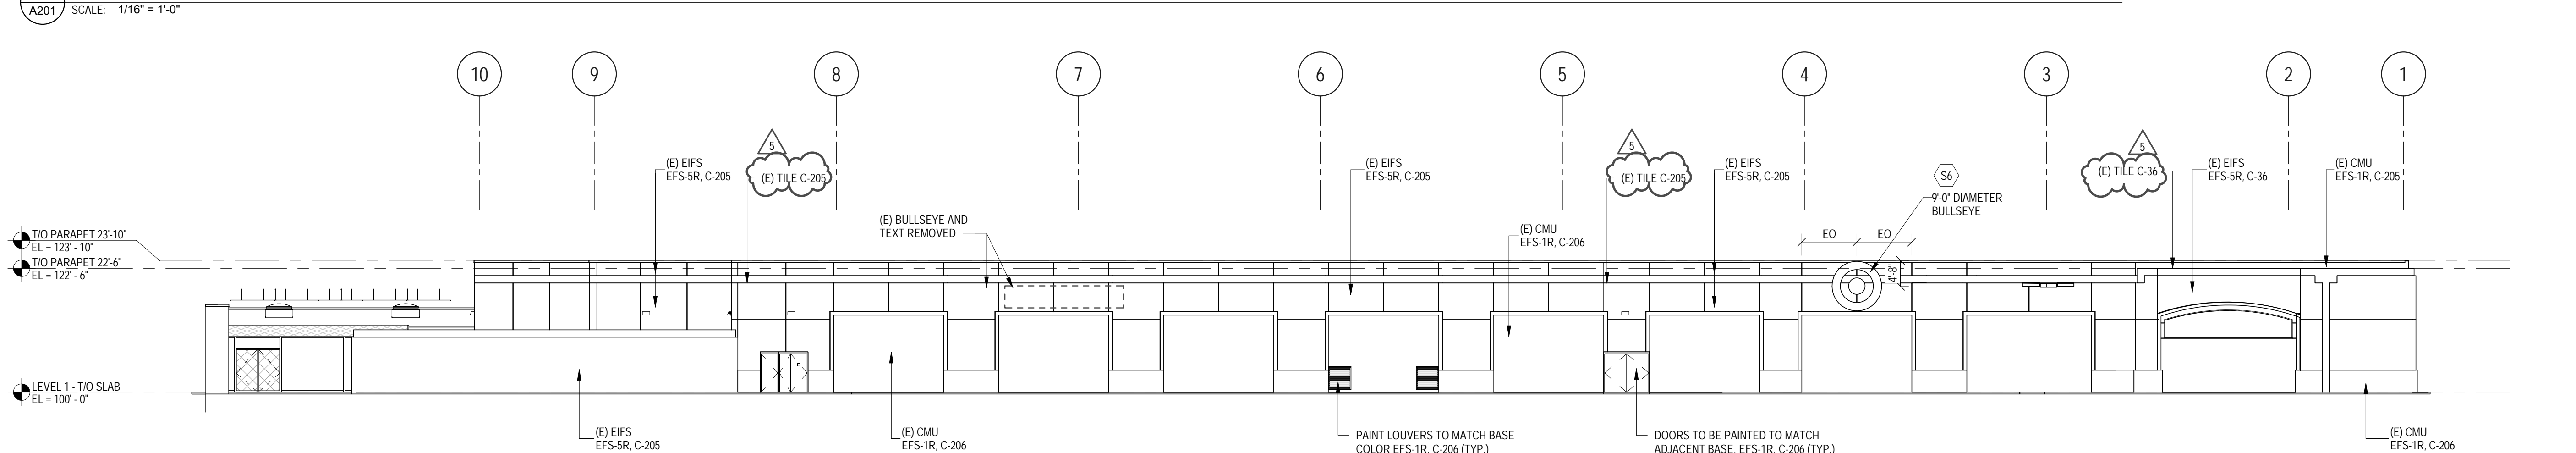 A201
SCALE: 1/16" = 1'-0"
10
9
8
7
6
5
4
3
2
1
5
5
5
(E) EIFS
EFS-5R, C-205
(E) TILE C-205
(E) EIFS
EFS-5R, C-205
(E) TILE C-205
(E) EIFS
EFS-5R, C-205
S6
9'-0" DIAMETER
BULLSEYE
(E) TILE C-36
(E) EIFS
EFS-5R, C-36
(E) CMU
EFS-1R, C-205
(E) BULLSEYE AND
TEXT REMOVED
(E) CMU
EFS-1R, C-206
EQ
EQ
4'-8"
T/O PARAPET 23'-10"
EL = 123' - 10"
T/O PARAPET 22'-6"
EL = 122' - 6"
LEVEL 1 - T/O SLAB
EL = 100' - 0"
(E) EIFS
EFS-5R, C-205
(E) CMU
EFS-1R, C-206
PAINT LOUVERS TO MATCH BASE
COLOR EFS-1R, C-206 (TYP.)
DOORS TO BE PAINTED TO MATCH
ADJACENT BASE, EFS-1R, C-206 (TYP.)
(E) CMU
EFS-1R, C-206